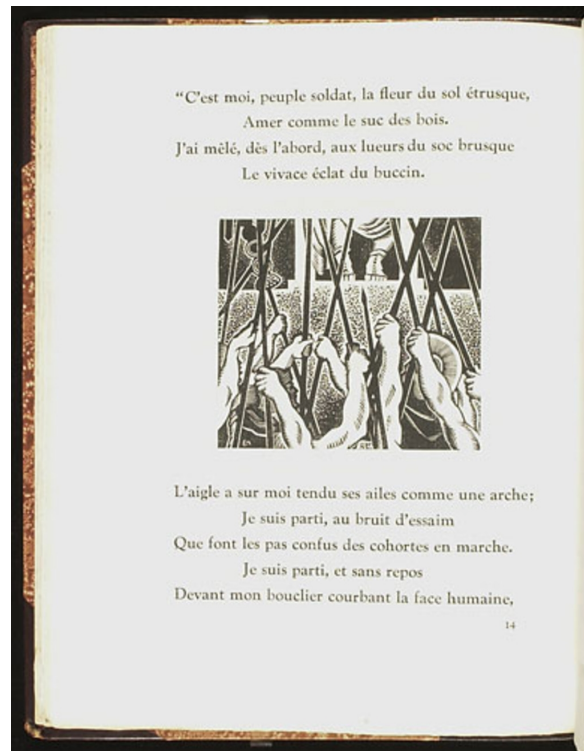 “C'est moi, peuple soldat, la fleur du sol étrusque,
Amer comme le suc des bois.
J'ai mêlé, dès l'abord, aux lueurs du soc brusque
Le vivace éclat du buccin.
L'aigle a sur moi tendu ses ailes comme une arche;
Je suis parti, au bruit d'essaim
Que font les pas confus des cohortes en marche.
Je suis parti, et sans repos
Devant mon bouclier courbant la face humaine,
14